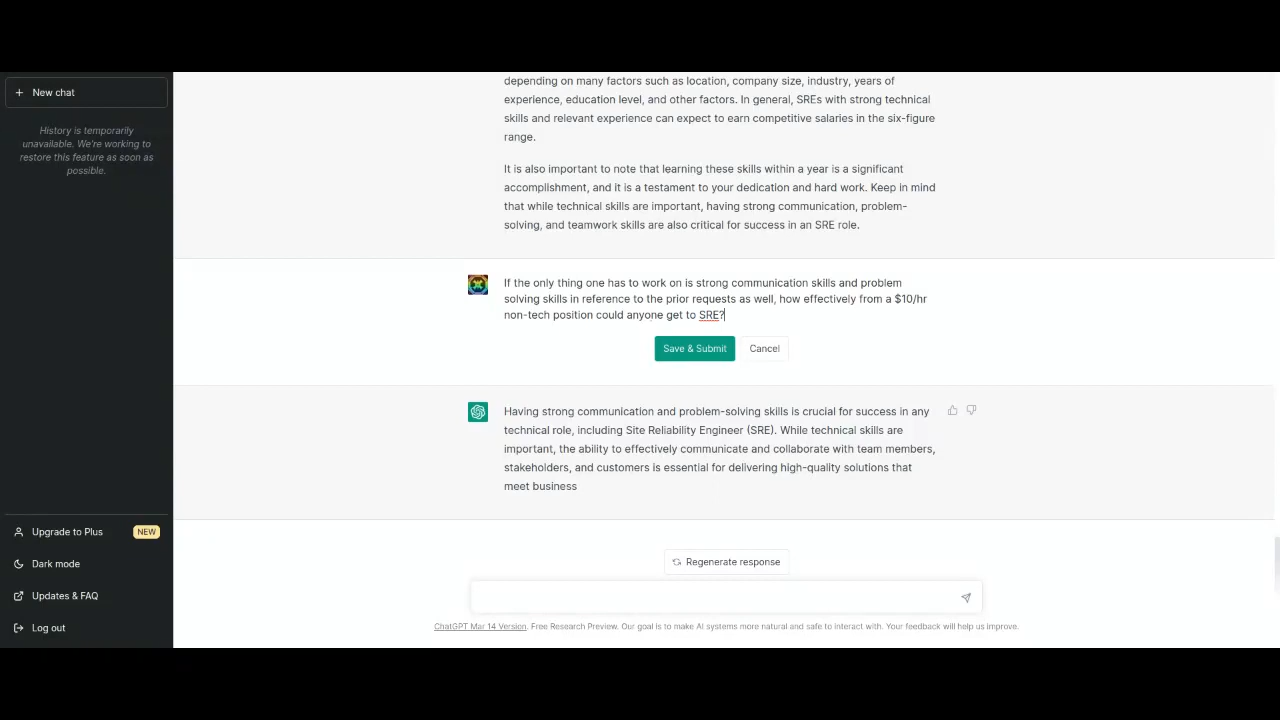 New chat
History is temporarily
unavailable. We're working to
restore this feature as soon as
possible.
depending on many factors such as location, company size, industry, years of
experience, education level, and other factors. In general, SREs with strong technical
skills and relevant experience can expect to earn competitive salaries in the six-figure
range.
It is also important to note that learning these skills within a year is a significant
accomplishment, and it is a testament to your dedication and hard work. Keep in mind
that while technical skills are important, having strong communication, problem-
solving, and teamwork skills are also critical for success in an SRE role.
If the only thing one has to work on is strong communication skills and problem
solving skills in reference to the prior requests as well, how effectively from a $10/hr
non-tech position could anyone get to SRE?
Save & Submit
Cancel
Having strong communication and problem-solving skills is crucial for success in any
technical role, including Site Reliability Engineer (SRE). While technical skills are
important, the ability to effectively communicate and collaborate with team members,
stakeholders, and customers is essential for delivering high-quality solutions that
meet business
Upgrade to Plus
NEW
Dark mode
Updates & FAQ
Log out
Regenerate response
ChatGPT Mar 14 Version. Free Research Preview. Our goal is to make AI systems more natural and safe to interact with. Your feedback will help us improve.